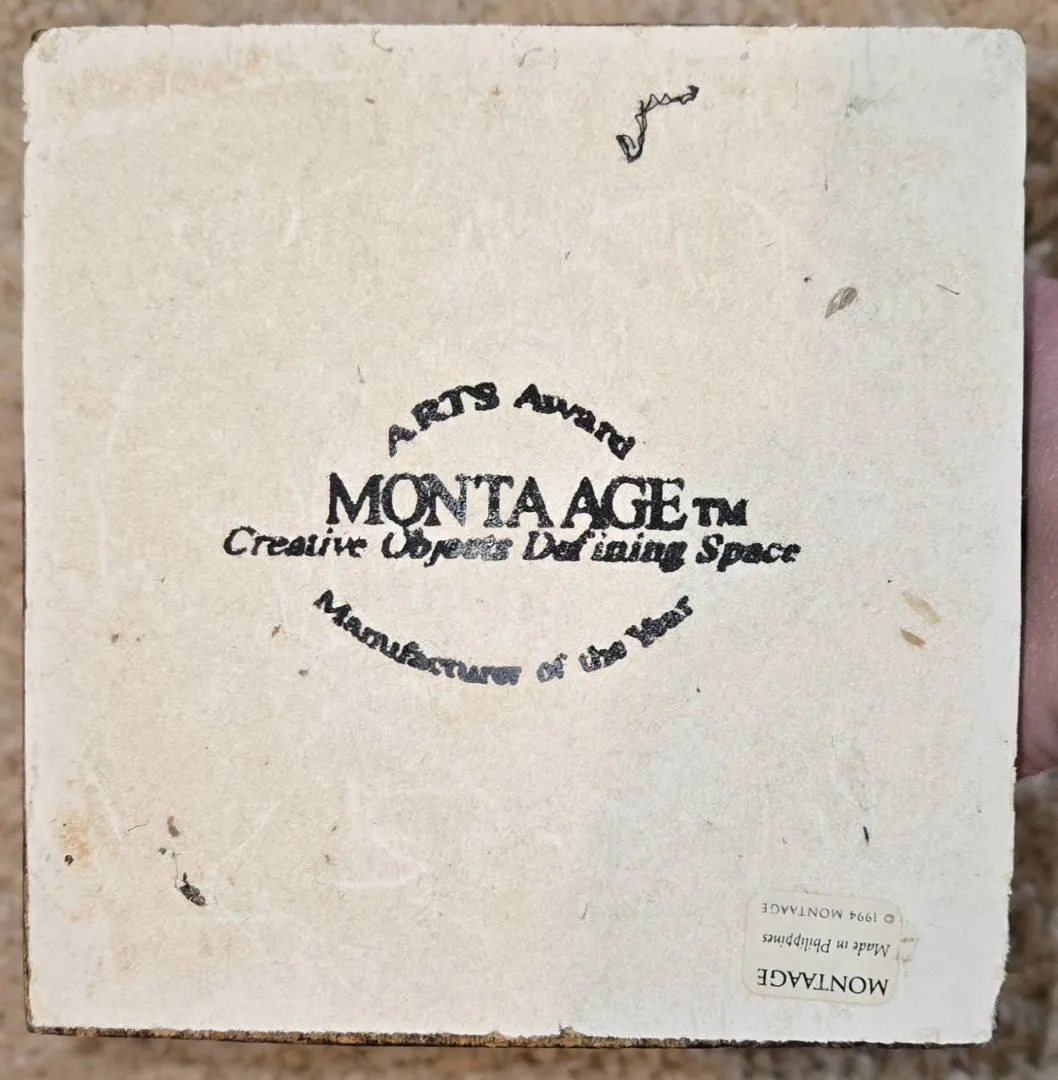 ARTS Award
MONTAAGE TM
Creative Objects Defining Space
Manufacturer of the Year
© 1994 MONTAAGE
Made in Philippines
MONTAAGE